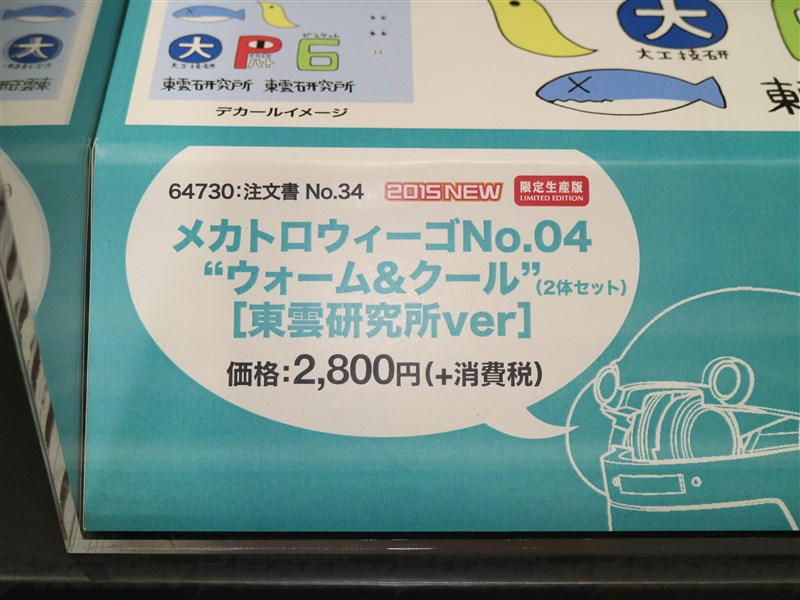 大
大工技研
P
6
ビスケット
東雲研究所 東雲研究所
デカールイメージ
大
大工技研
東
64730:注文書 No.34 2015 NEW 限定生産版 LIMITED EDITION
メカトロウィーゴNo.04
“ウォーム&クール”(2体セット)
[東雲研究所ver]
価格:2,800円(+消費税)